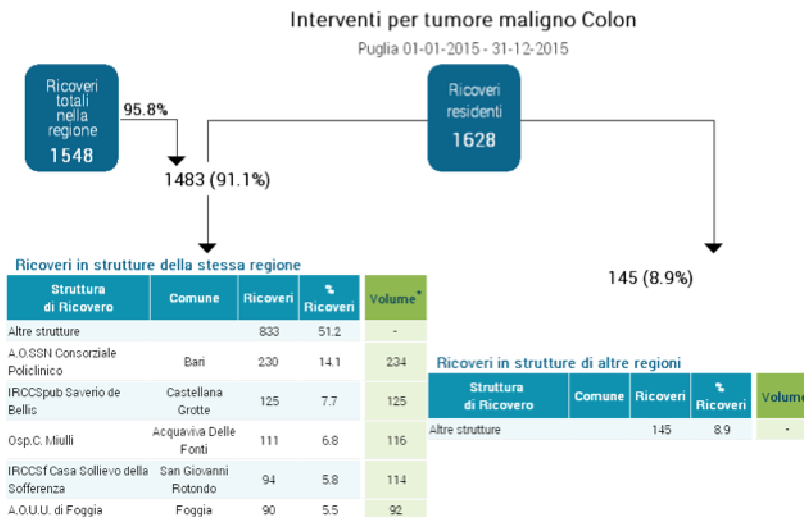 Interventi per tumore maligno Colon
Puglia 01-01-2015 - 31-12-2015
Ricoveri
totali
nella
regione
1548
95.8%
Ricoveri
residenti
1628
1483 (91.1%)
145 (8.9%)
Ricoveri in strutture della stessa regione
Struttura di Ricovero Comune Ricoveri % Ricoveri Volume*
Altre strutture 833 51.2 -
A.O.SSN Consorziale Policlinico Bari 230 14.1 234
IRCCSpub Saverio de Bellis Castellana Grotte 125 7.7 125
Osp.C. Miulli Acquaviva Delle Fonti 111 6.8 116
IRCCSf Casa Sollievo della Sofferenza San Giovanni Rotondo 94 5.8 114
A.O.U.U. di Foggia Foggia 90 5.5 92
Ricoveri in strutture di altre regioni
Struttura di Ricovero Comune Ricoveri % Ricoveri Volume
Altre strutture 145 8.9 -